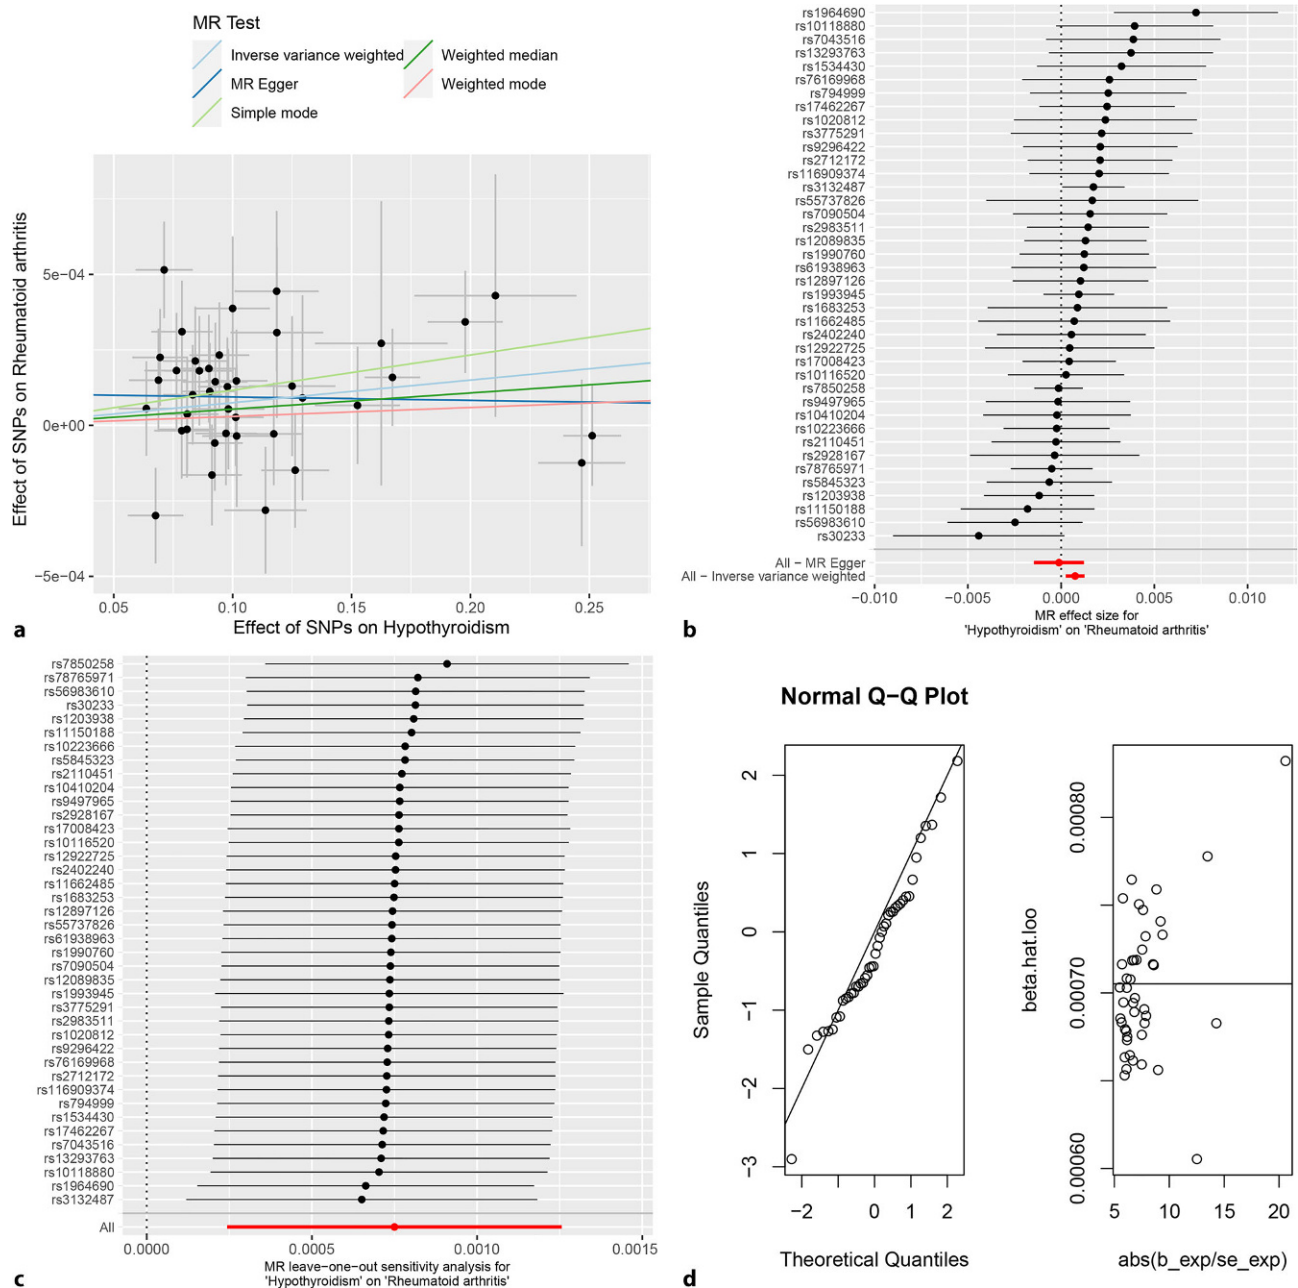 MR Test
Inverse variance weighted
Weighted median
MR Egger
Weighted mode
Simple mode
Effect of SNPs on Rheumatoid arthritis
5e−04
0e+00
−5e−04
0.05 0.10 0.15 0.20 0.25
Effect of SNPs on Hypothyroidism
a
rs1964690
rs10118880
rs7043516
rs13293763
rs1534430
rs76169968
rs794999
rs17462267
rs1020812
rs3775291
rs9296422
rs2712172
rs116909374
rs3132487
rs55737826
rs7090504
rs2983511
rs12089835
rs1990760
rs61938963
rs12897126
rs1993945
rs1683253
rs11662485
rs2402240
rs12922725
rs17008423
rs10116520
rs7850258
rs9497965
rs10410204
rs10223666
rs2110451
rs2928167
rs78765971
rs5845323
rs1203938
rs11150188
rs56983610
rs30233
All − MR Egger
All − Inverse variance weighted
−0.010 −0.005 0.000 0.005 0.010
MR effect size for
'Hypothyroidism' on 'Rheumatoid arthritis'
b
rs7850258
rs78765971
rs56983610
rs30233
rs1203938
rs11150188
rs10223666
rs5845323
rs2110451
rs10410204
rs9497965
rs2928167
rs17008423
rs10116520
rs12922725
rs2402240
rs11662485
rs1683253
rs12897126
rs55737826
rs61938963
rs1990760
rs7090504
rs12089835
rs1993945
rs3775291
rs2983511
rs1020812
rs9296422
rs76169968
rs2712172
rs116909374
rs794999
rs1534430
rs17462267
rs7043516
rs13293763
rs10118880
rs1964690
rs3132487
All
0.0000 0.0005 0.0010 0.0015
MR leave−one−out sensitivity analysis for
'Hypothyroidism' on 'Rheumatoid arthritis'
c
Normal Q−Q Plot
Sample Quantiles
2
1
0
−1
−2
−3
−2 0 2
Theoretical Quantiles
beta.hat.loo
0.00080
0.00070
0.00060
5 10 15 20
abs(b_exp/se_exp)
d